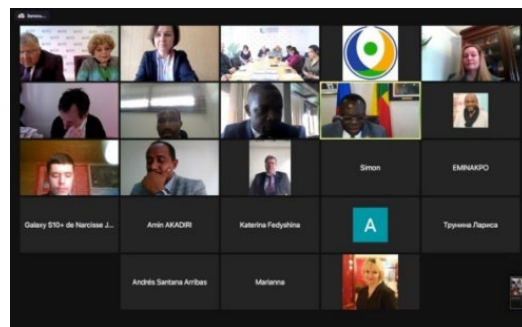 Simon
EMINAKPO
Galaxy S10+ de Narcisse J...
Amin AKADIRI
Katerina Fedyshina
A
Трунина Лариса
Andrés Santana Arribas
Marianna